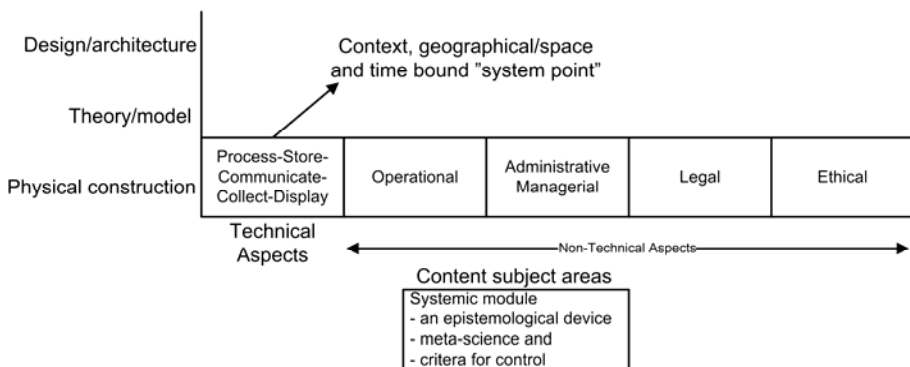 Design/architecture
Context, geographical/space
and time bound ”system point”
Theory/model
Physical construction
Process-Store-
Communicate-
Collect-Display
Operational
Administrative
Managerial
Legal
Ethical
Technical
Aspects
Non-Technical Aspects
Content subject areas
Systemic module
- an epistemological device
- meta-science and
- critera for control